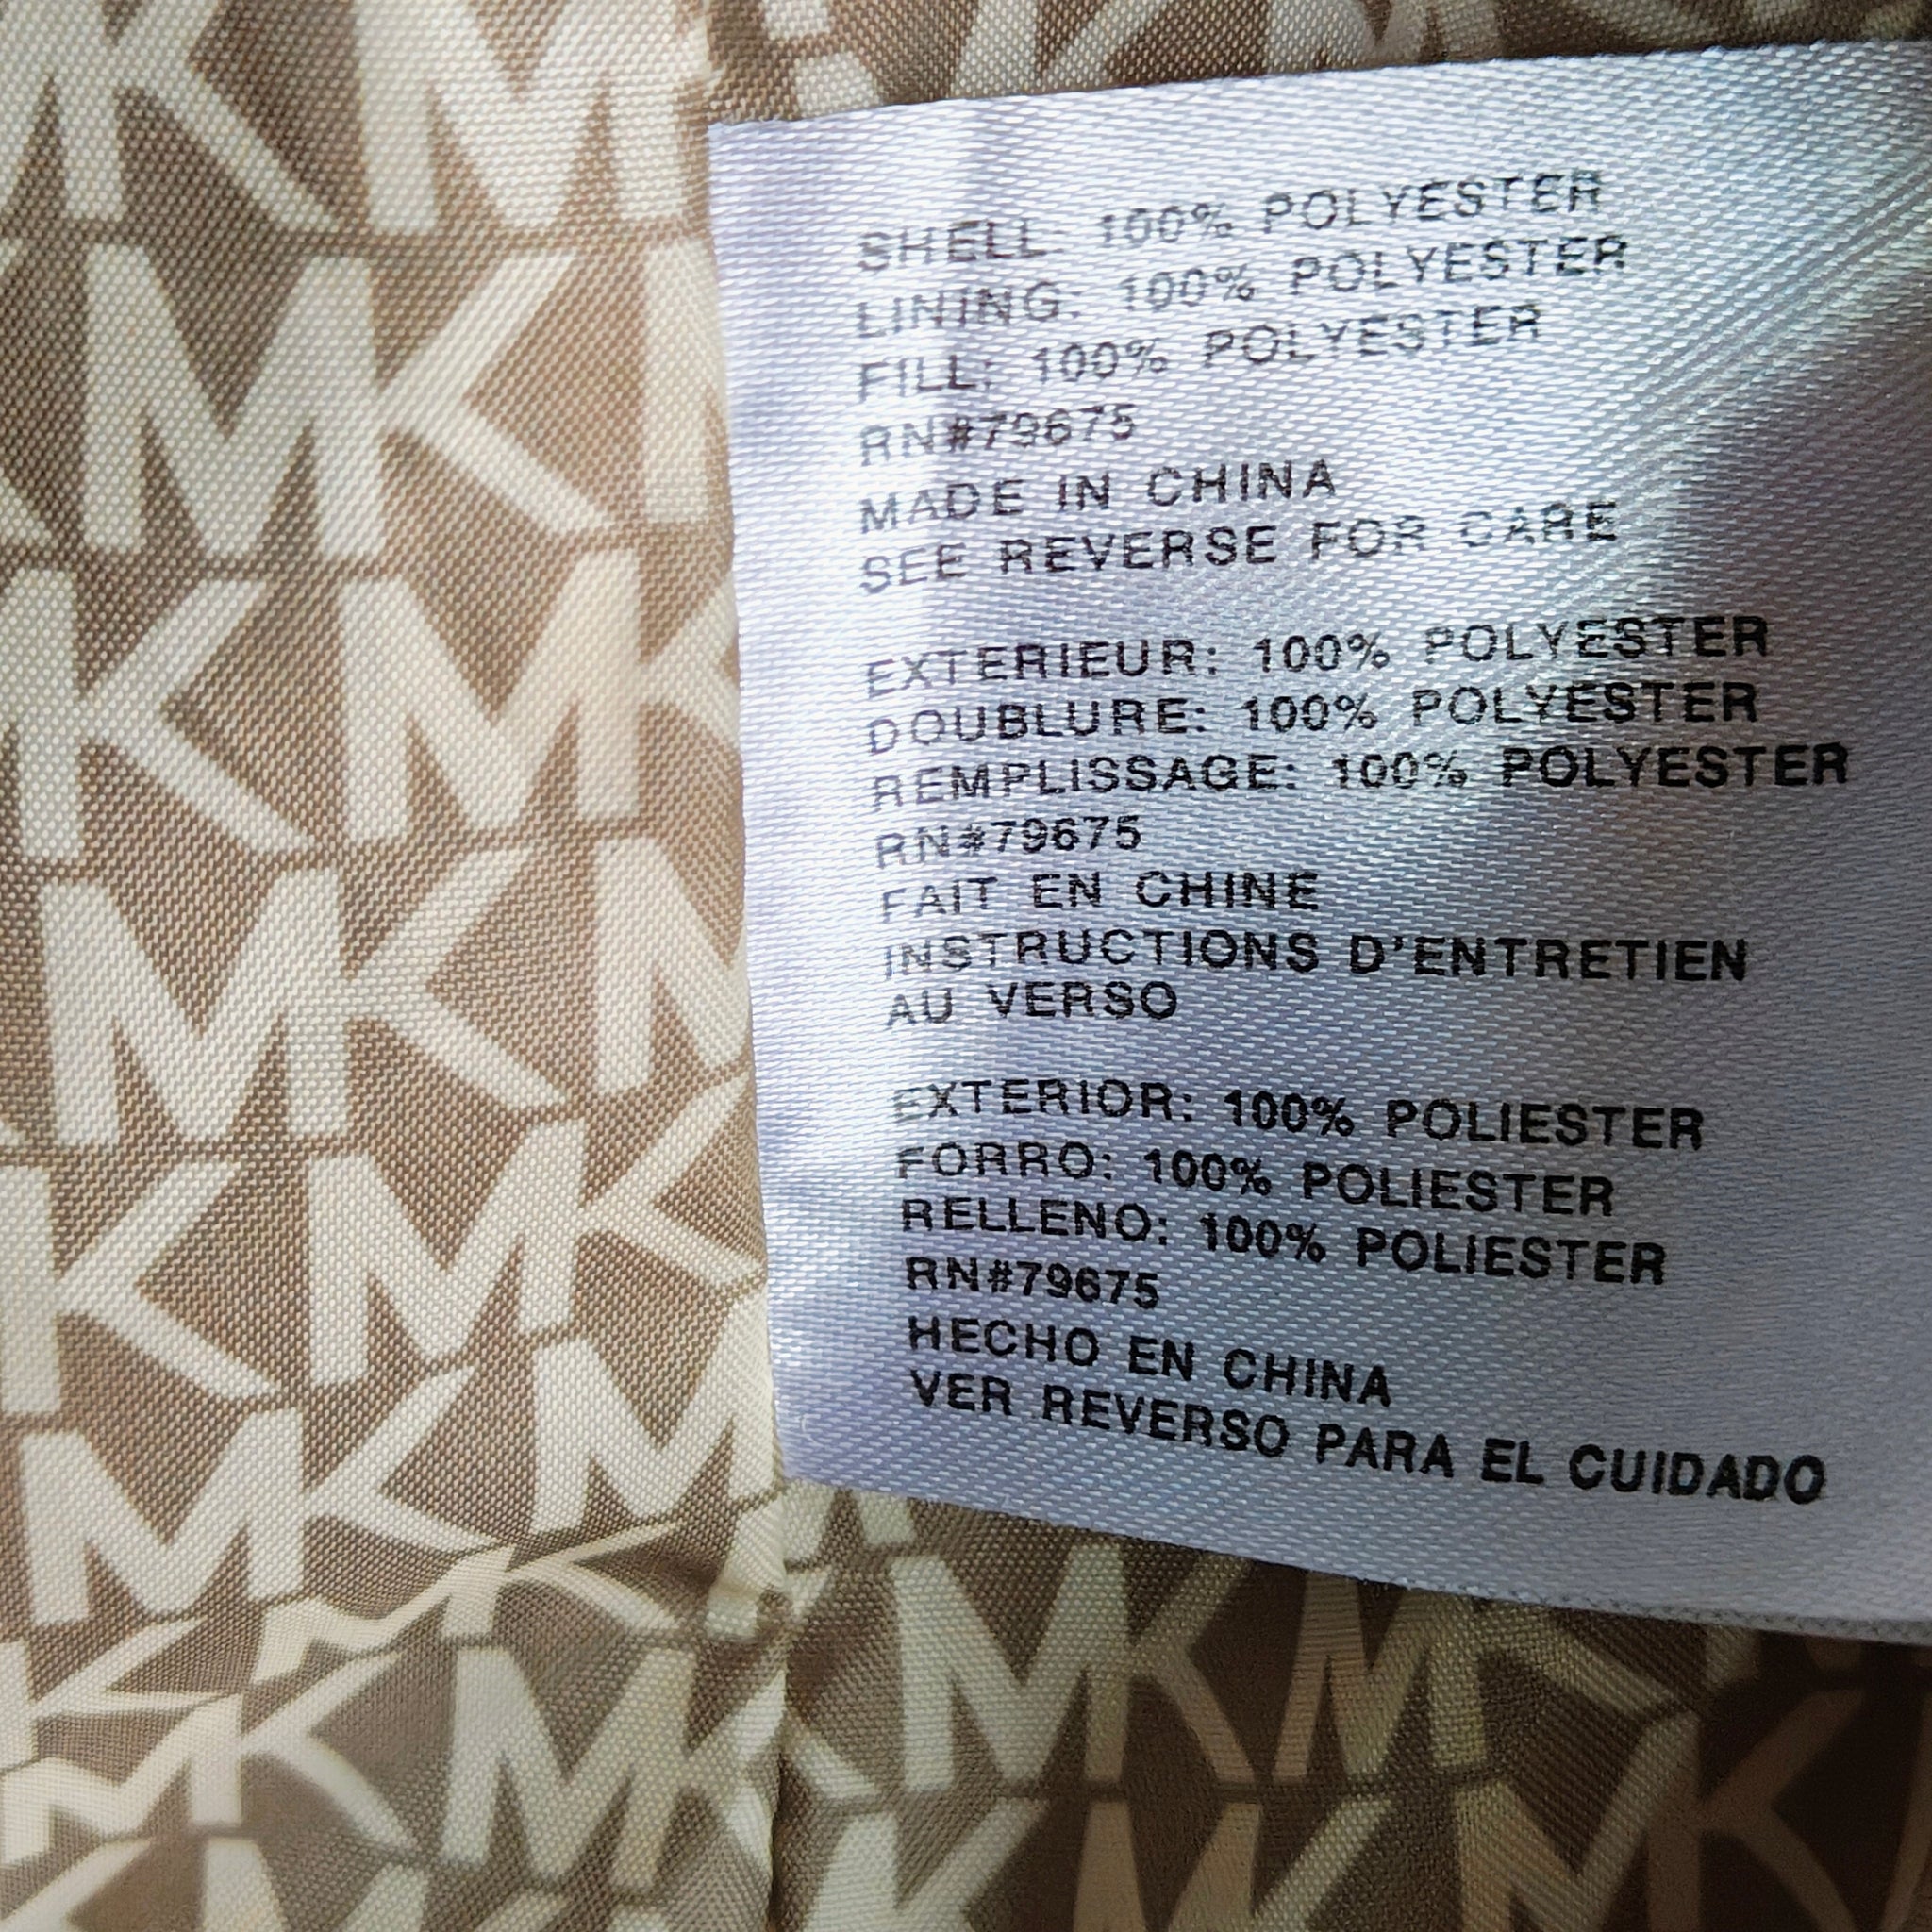 SHELL: 100% POLYESTER
LINING: 100% POLYESTER
FILL: 100% POLYESTER
RN#79675
MADE IN CHINA
SEE REVERSE FOR CARE
EXTERIEUR: 100% POLYESTER
DOUBLURE: 100% POLYESTER
REMPLISSAGE: 100% POLYESTER
RN#79675
FAIT EN CHINE
INSTRUCTIONS D'ENTRETIEN
AU VERSO
EXTERIOR: 100% POLIESTER
FORRO: 100% POLIESTER
RELLENO: 100% POLIESTER
RN#79675
HECHO EN CHINA
VER REVERSO PARA EL CUIDADO